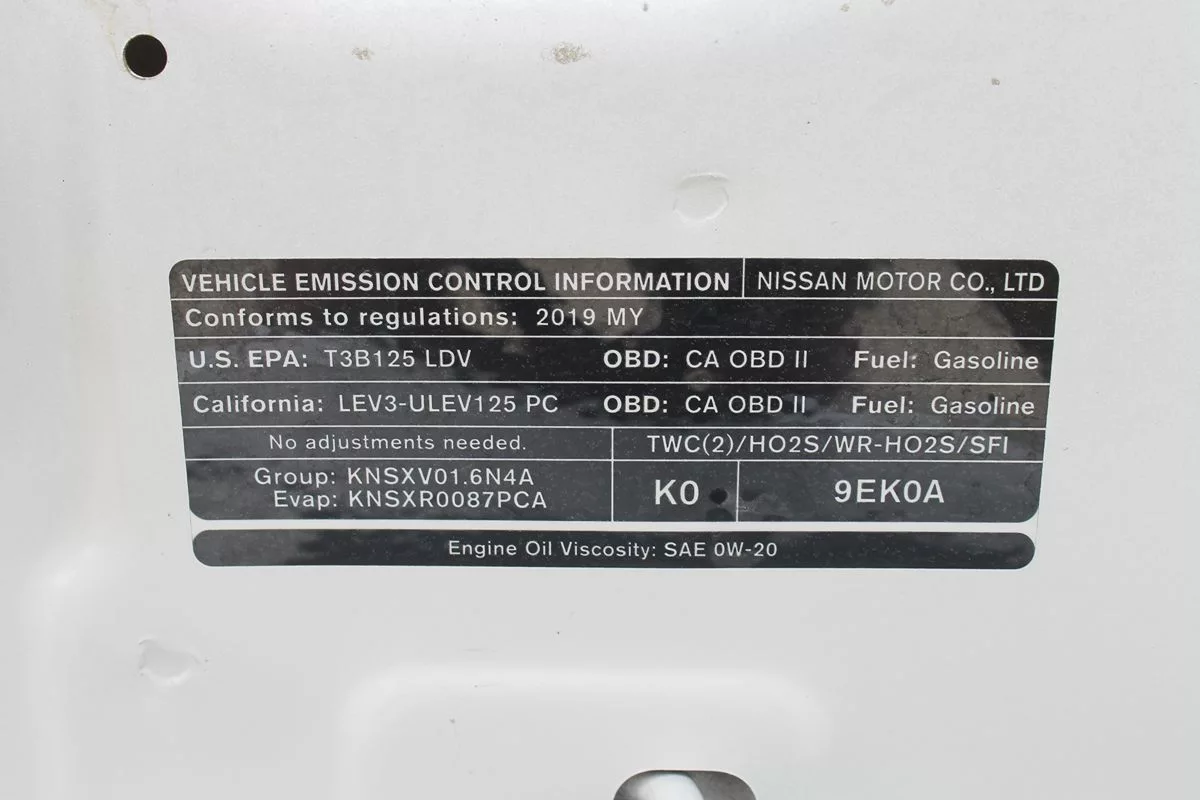 VEHICLE EMISSION CONTROL INFORMATION NISSAN MOTOR CO., LTD
Conforms to regulations: 2019 MY
U.S. EPA: T3B125 LDV OBD: CA OBD II Fuel: Gasoline
California: LEV3-ULEV125 PC OBD: CA OBD II Fuel: Gasoline
No adjustments needed. TWC(2)/HO2S/WR-HO2S/SFI
Group: KNSXV01.6N4A
Evap: KNSXR0087PCA
K0 9EK0A
Engine Oil Viscosity: SAE 0W-20